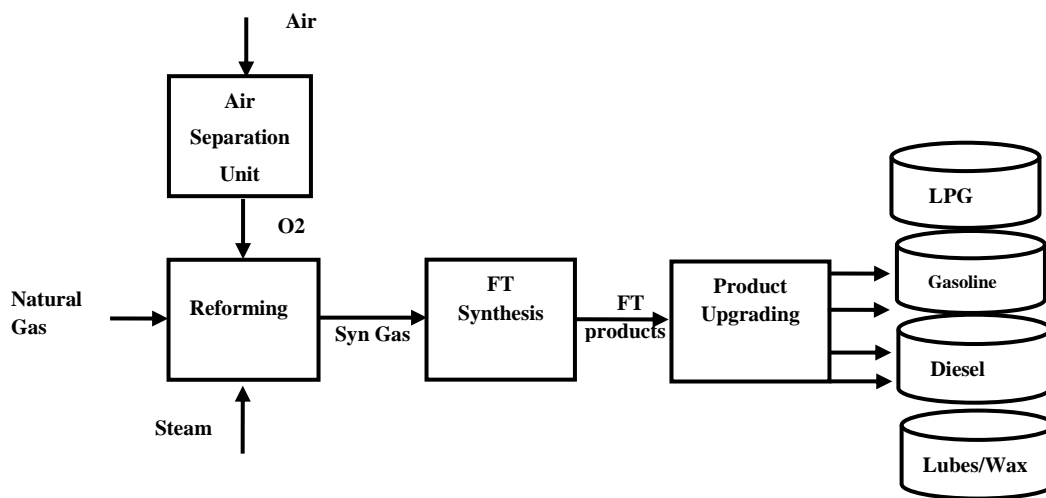 Air
Air
Separation
Unit
O2
Natural
Gas
Reforming
Steam
Syn Gas
FT
Synthesis
FT
products
Product
Upgrading
LPG
Gasoline
Diesel
Lubes/Wax